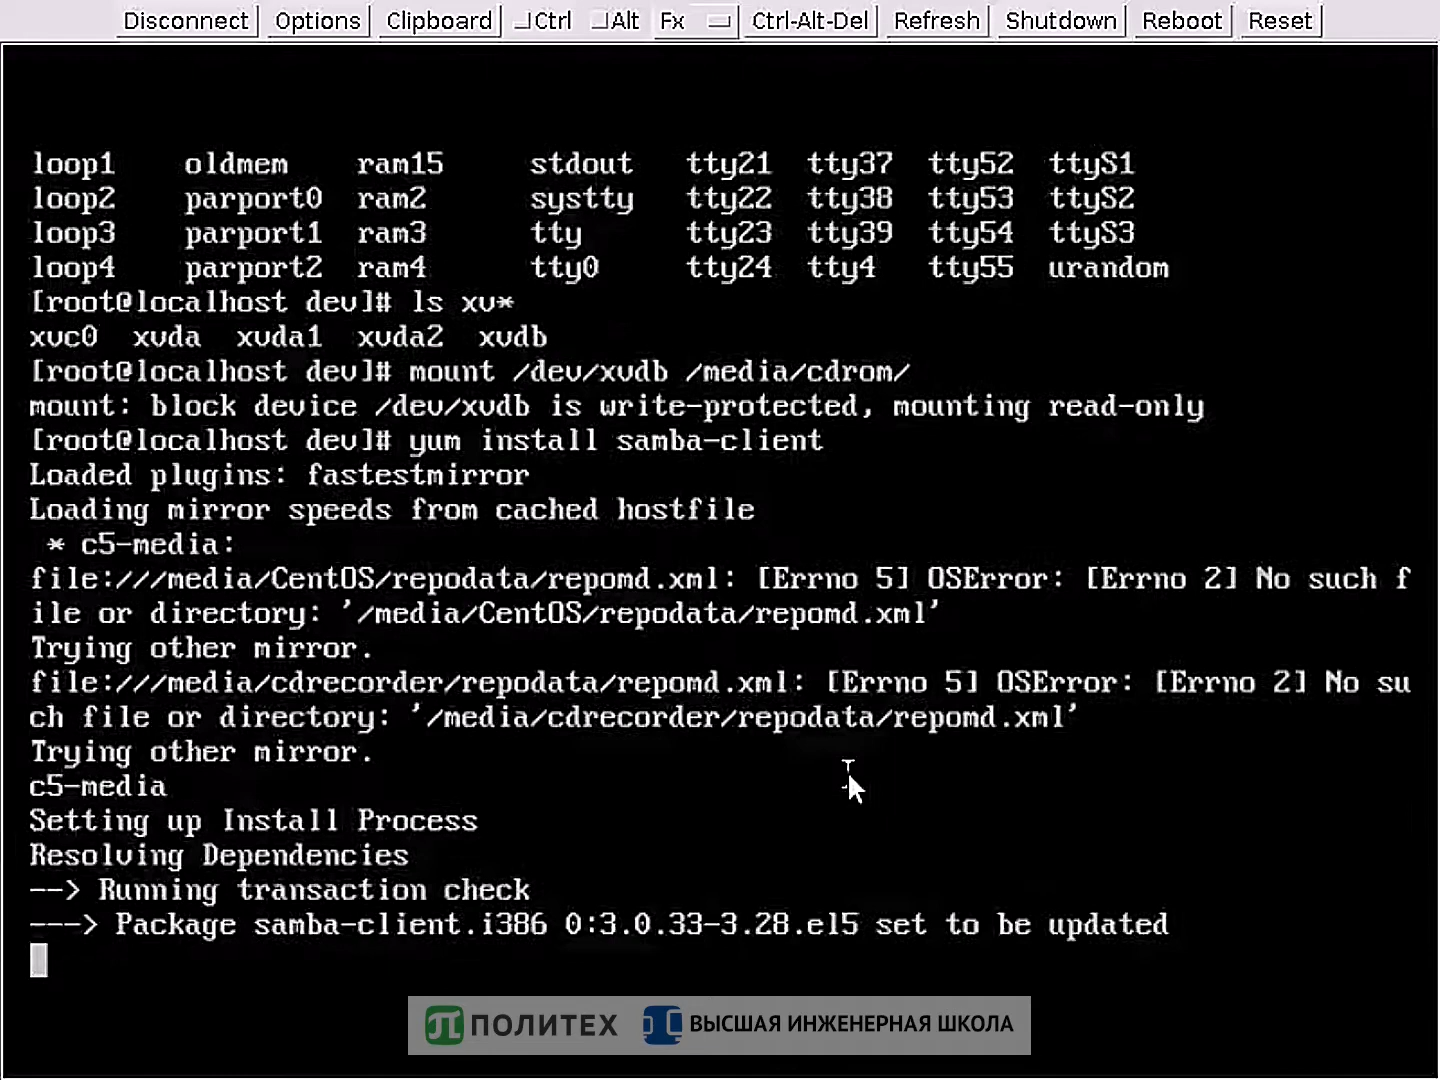 Disconnect Options Clipboard Ctrl Alt Fx Ctrl-Alt-Del Refresh Shutdown Reboot Reset
loop1 oldmem ram15 stdout tty21 tty37 tty52 ttyS1
loop2 parport0 ram2 systty tty22 tty38 tty53 ttyS2
loop3 parport1 ram3 tty tty23 tty39 tty54 ttyS3
loop4 parport2 ram4 tty0 tty24 tty4 tty55 urandom
[root@localhost dev]# ls xv*
xvc0 xvda xvda1 xvda2 xvdb
[root@localhost dev]# mount /dev/xvdb /media/cdrom/
mount: block device /dev/xvdb is write-protected, mounting read-only
[root@localhost dev]# yum install samba-client
Loaded plugins: fastestmirror
Loading mirror speeds from cached hostfile
* c5-media:
file:///media/CentOS/repodata/repomd.xml: [Errno 5] OSError: [Errno 2] No such f
ile or directory: '/media/CentOS/repodata/repomd.xml'
Trying other mirror.
file:///media/cdrecorder/repodata/repomd.xml: [Errno 5] OSError: [Errno 2] No su
ch file or directory: '/media/cdrecorder/repodata/repomd.xml'
Trying other mirror.
c5-media
Setting up Install Process
Resolving Dependencies
--> Running transaction check
---> Package samba-client.i386 0:3.0.33-3.28.el5 set to be updated
ПОЛИТЕХ ВЫСШАЯ ИНЖЕНЕРНАЯ ШКОЛА